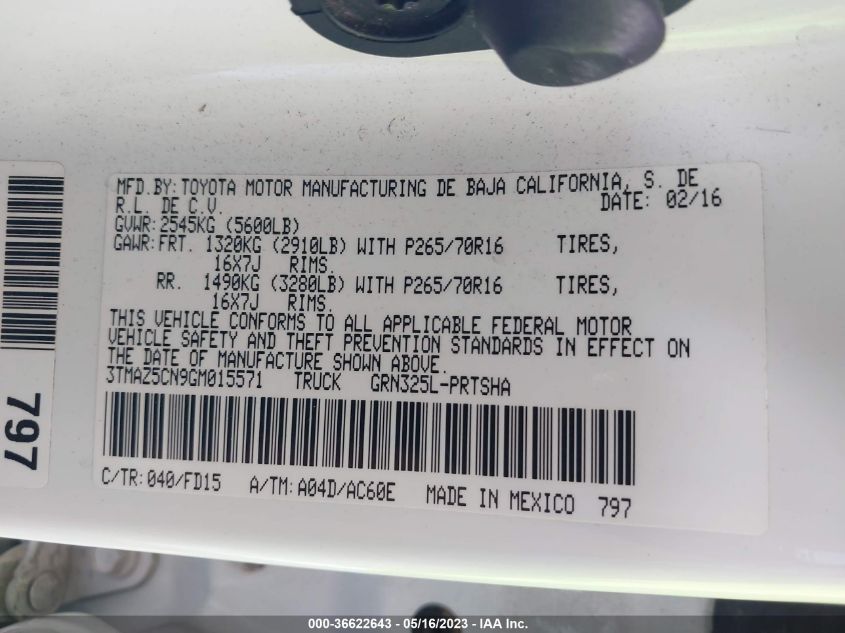 MFD.BY: TOYOTA MOTOR MANUFACTURING DE BAJA CALIFORNIA, S. DE
R.L. DE C.V. DATE: 02/16
GVWR: 2545KG (5600LB)
GAWR: FRT. 1320KG (2910LB) WITH P265/70R16 TIRES,
16X7J RIMS.
RR. 1490KG (3280LB) WITH P265/70R16 TIRES,
16X7J RIMS.
THIS VEHICLE CONFORMS TO ALL APPLICABLE FEDERAL MOTOR
VEHICLE SAFETY AND THEFT PREVENTION STANDARDS IN EFFECT ON
THE DATE OF MANUFACTURE SHOWN ABOVE.
3TMAZ5CN9GM015571 TRUCK GRN325L-PRTSHA
C/TR: 040/FD15 A/TM: A04D/AC60E MADE IN MEXICO 797
797
000-36622643 - 05/16/2023 - IAA Inc.